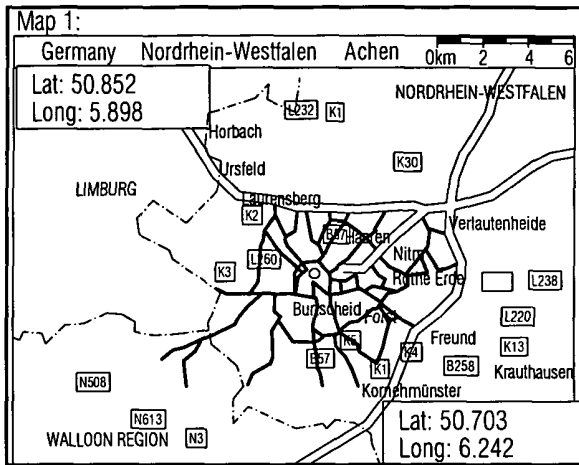 Map 1:
Germany Nordrhein-Westfalen Achen 0km 2 4 6
Lat: 50.852
Long: 5.898
NORDRHEIN-WESTFALEN
L232 K1
Horbach
K30
Ursfeld
LIMBURG
Laurensberg
K2
Verlautenheide
B57 Haaren
L260
Nitm
K3
Rothe Erde
L238
Burtscheid
Forst
L220
K5
Freund
B57
K4
K13
K1
B258
Krauthausen
N508
Kornehmünster
N613
WALLOON REGION N3
Lat: 50.703
Long: 6.242